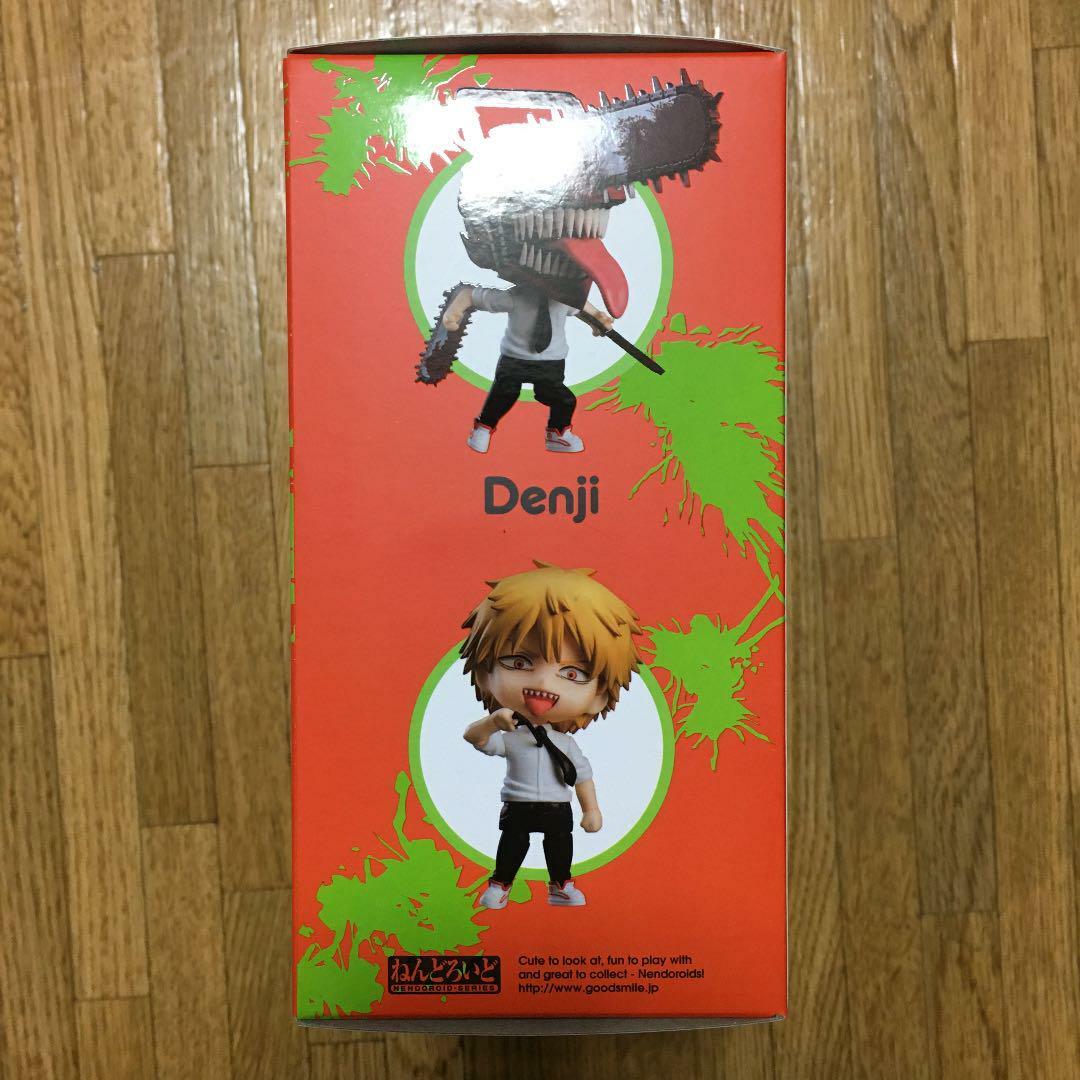 Denji
ねんどろいど
NENDOROID-SERIES
Cute to look at, fun to play with
and great to collect - Nendoroids!
http://www.goodsmile.jp